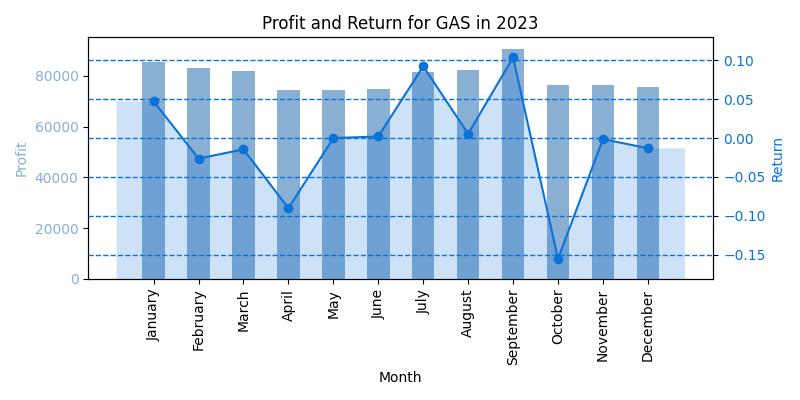 Profit and Return for GAS in 2023
Profit
80000
60000
40000
20000
0
0.10
0.05
0.00
−0.05
−0.10
−0.15
Return
January
February
March
April
May
June
July
August
September
October
November
December
Month